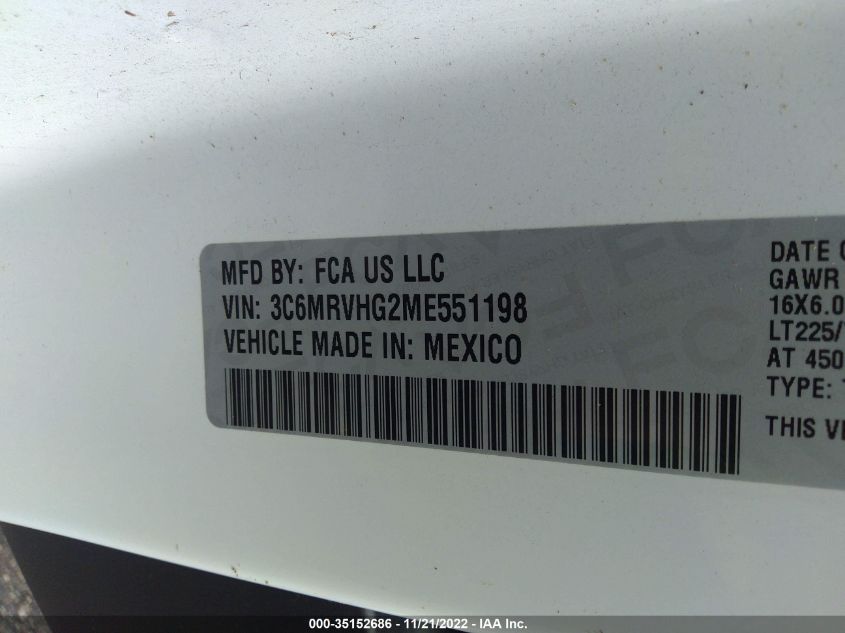 MFD BY: FCA US LLC
VIN: 3C6MRVHG2ME551198
VEHICLE MADE IN: MEXICO
DATE
GAWR
16X6.0
LT225/
AT 450
TYPE:
THIS
000-35152686 - 11/21/2022 - IAA Inc.